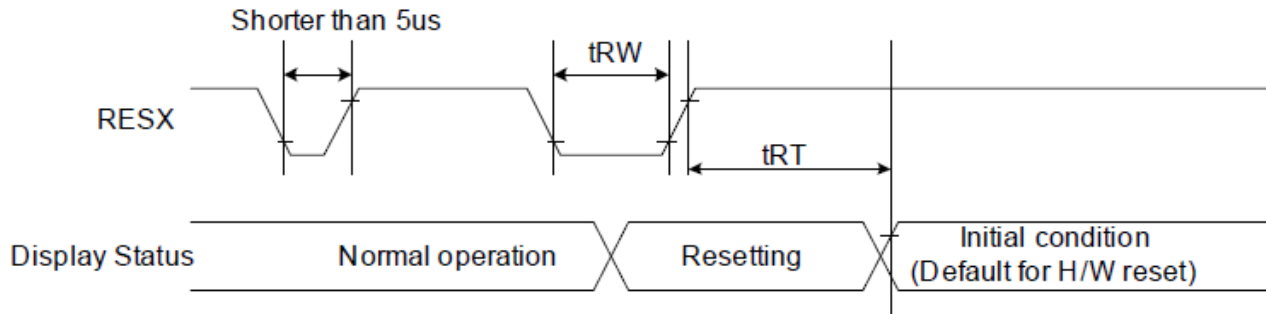 Shorter than 5us
tRW
RESX
tRT
Display Status
Normal operation
Resetting
Initial condition
(Default for H/W reset)